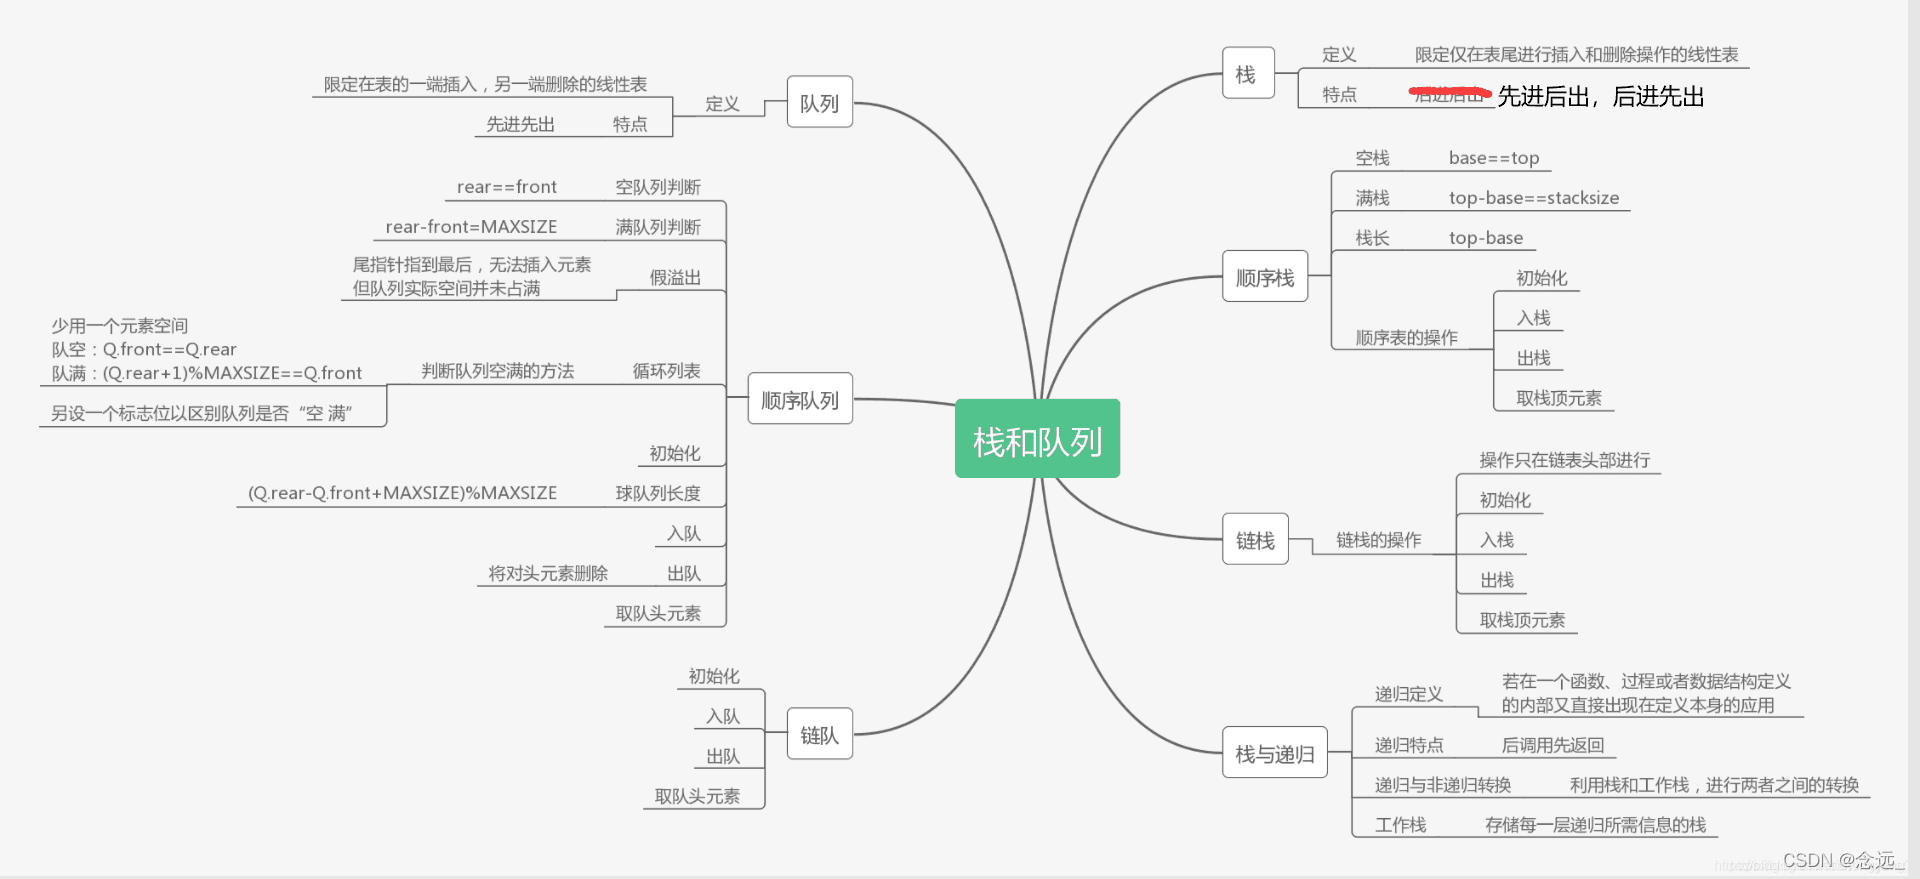 栈和队列
队列
定义
限定在表的一端插入，另一端删除的线性表
特点
先进先出
顺序队列
空队列判断
rear==front
满队列判断
rear-front=MAXSIZE
假溢出
尾指针指到最后，无法插入元素
但队列实际空间并未占满
循环列表
判断队列空满的方法
少用一个元素空间
队空：Q.front==Q.rear
队满：(Q.rear+1)%MAXSIZE==Q.front
另设一个标志位以区别队列是否“空 满”
初始化
球队列长度
(Q.rear-Q.front+MAXSIZE)%MAXSIZE
入队
出队
将对头元素删除
取队头元素
链队
初始化
入队
出队
取队头元素
栈
定义
限定仅在表尾进行插入和删除操作的线性表
特点
后进后出
先进后出，后进先出
顺序栈
空栈
base==top
满栈
top-base==stacksize
栈长
top-base
顺序表的操作
初始化
入栈
出栈
取栈顶元素
链栈
链栈的操作
操作只在链表头部进行
初始化
入栈
出栈
取栈顶元素
栈与递归
递归定义
若在一个函数、过程或者数据结构定义
的内部又直接出现在定义本身的应用
递归特点
后调用先返回
递归与非递归转换
利用栈和工作栈，进行两者之间的转换
工作栈
存储每一层递归所需信息的栈
CSDN @念远_